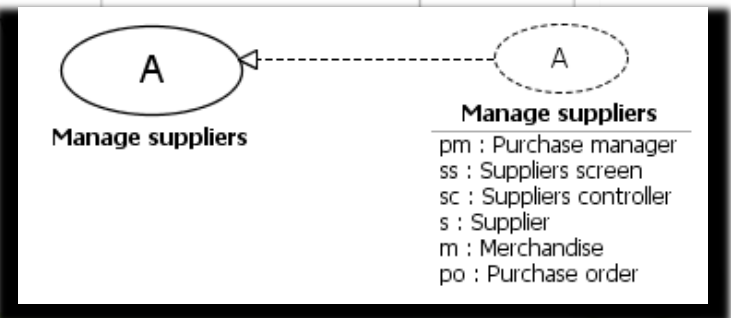 A
A
Manage suppliers
Manage suppliers
pm : Purchase manager
ss : Suppliers screen
sc : Suppliers controller
s : Supplier
m : Merchandise
po : Purchase order